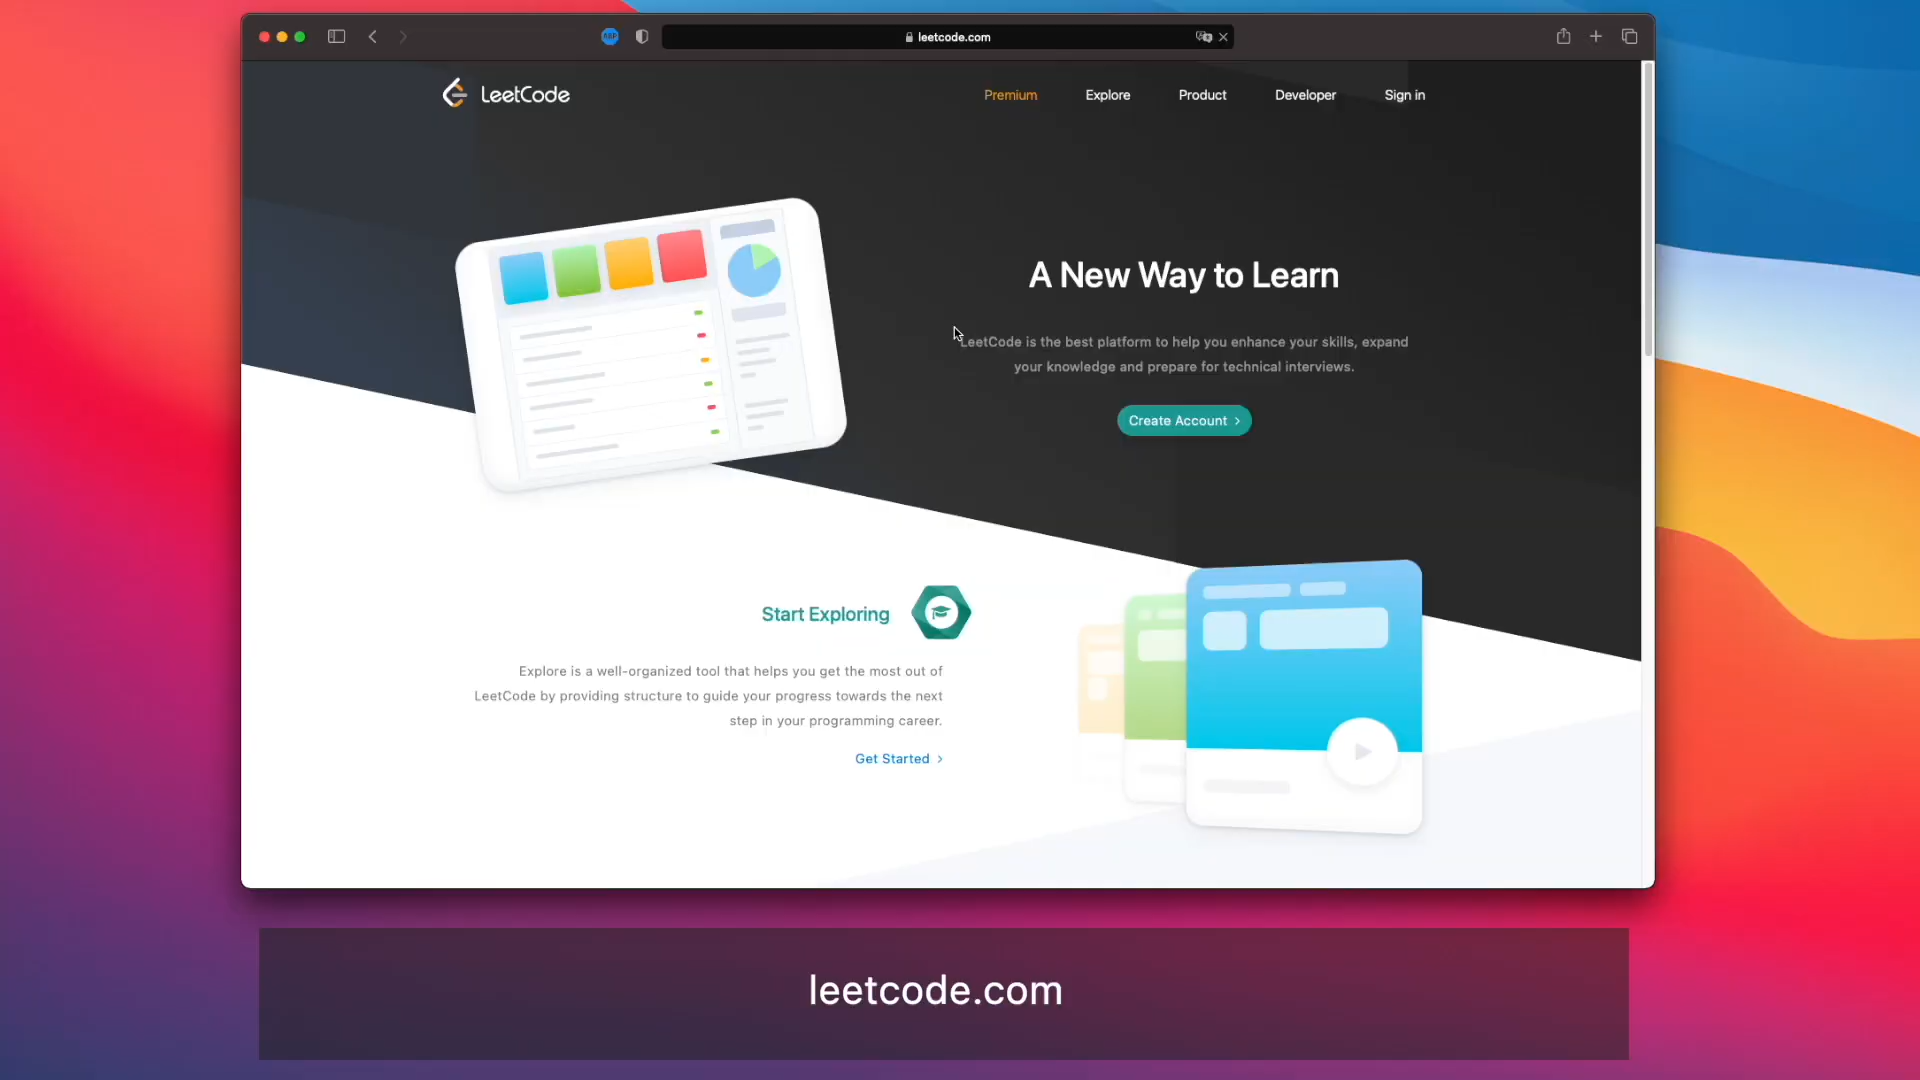 leetcode.com
LeetCode
Premium
Explore
Product
Developer
Sign in
A New Way to Learn
LeetCode is the best platform to help you enhance your skills, expand
your knowledge and prepare for technical interviews.
Create Account
Start Exploring
Explore is a well-organized tool that helps you get the most out of
LeetCode by providing structure to guide your progress towards the next
step in your programming career.
Get Started
leetcode.com